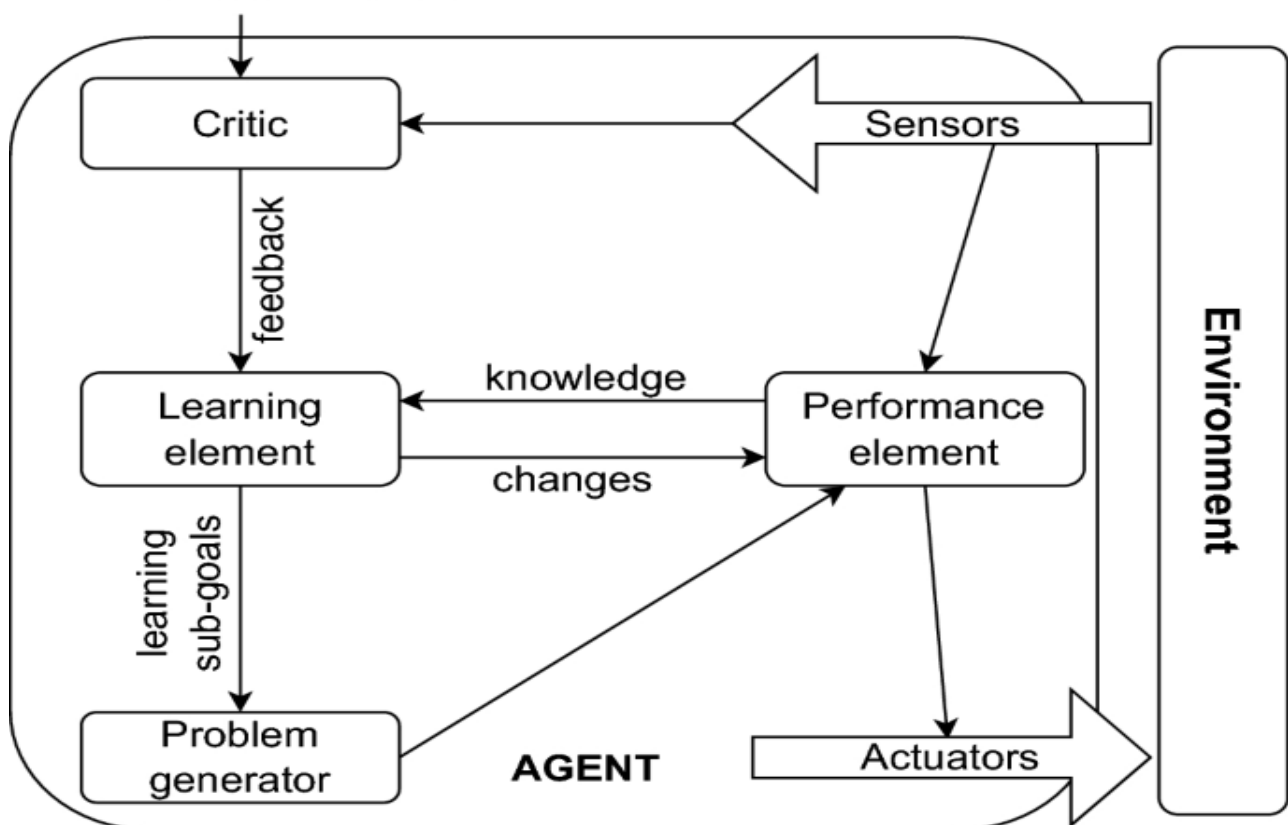 Critic
Sensors
feedback
Environment
Learning
element
knowledge
changes
Performance
element
learning
sub-goals
Problem
generator
AGENT
Actuators